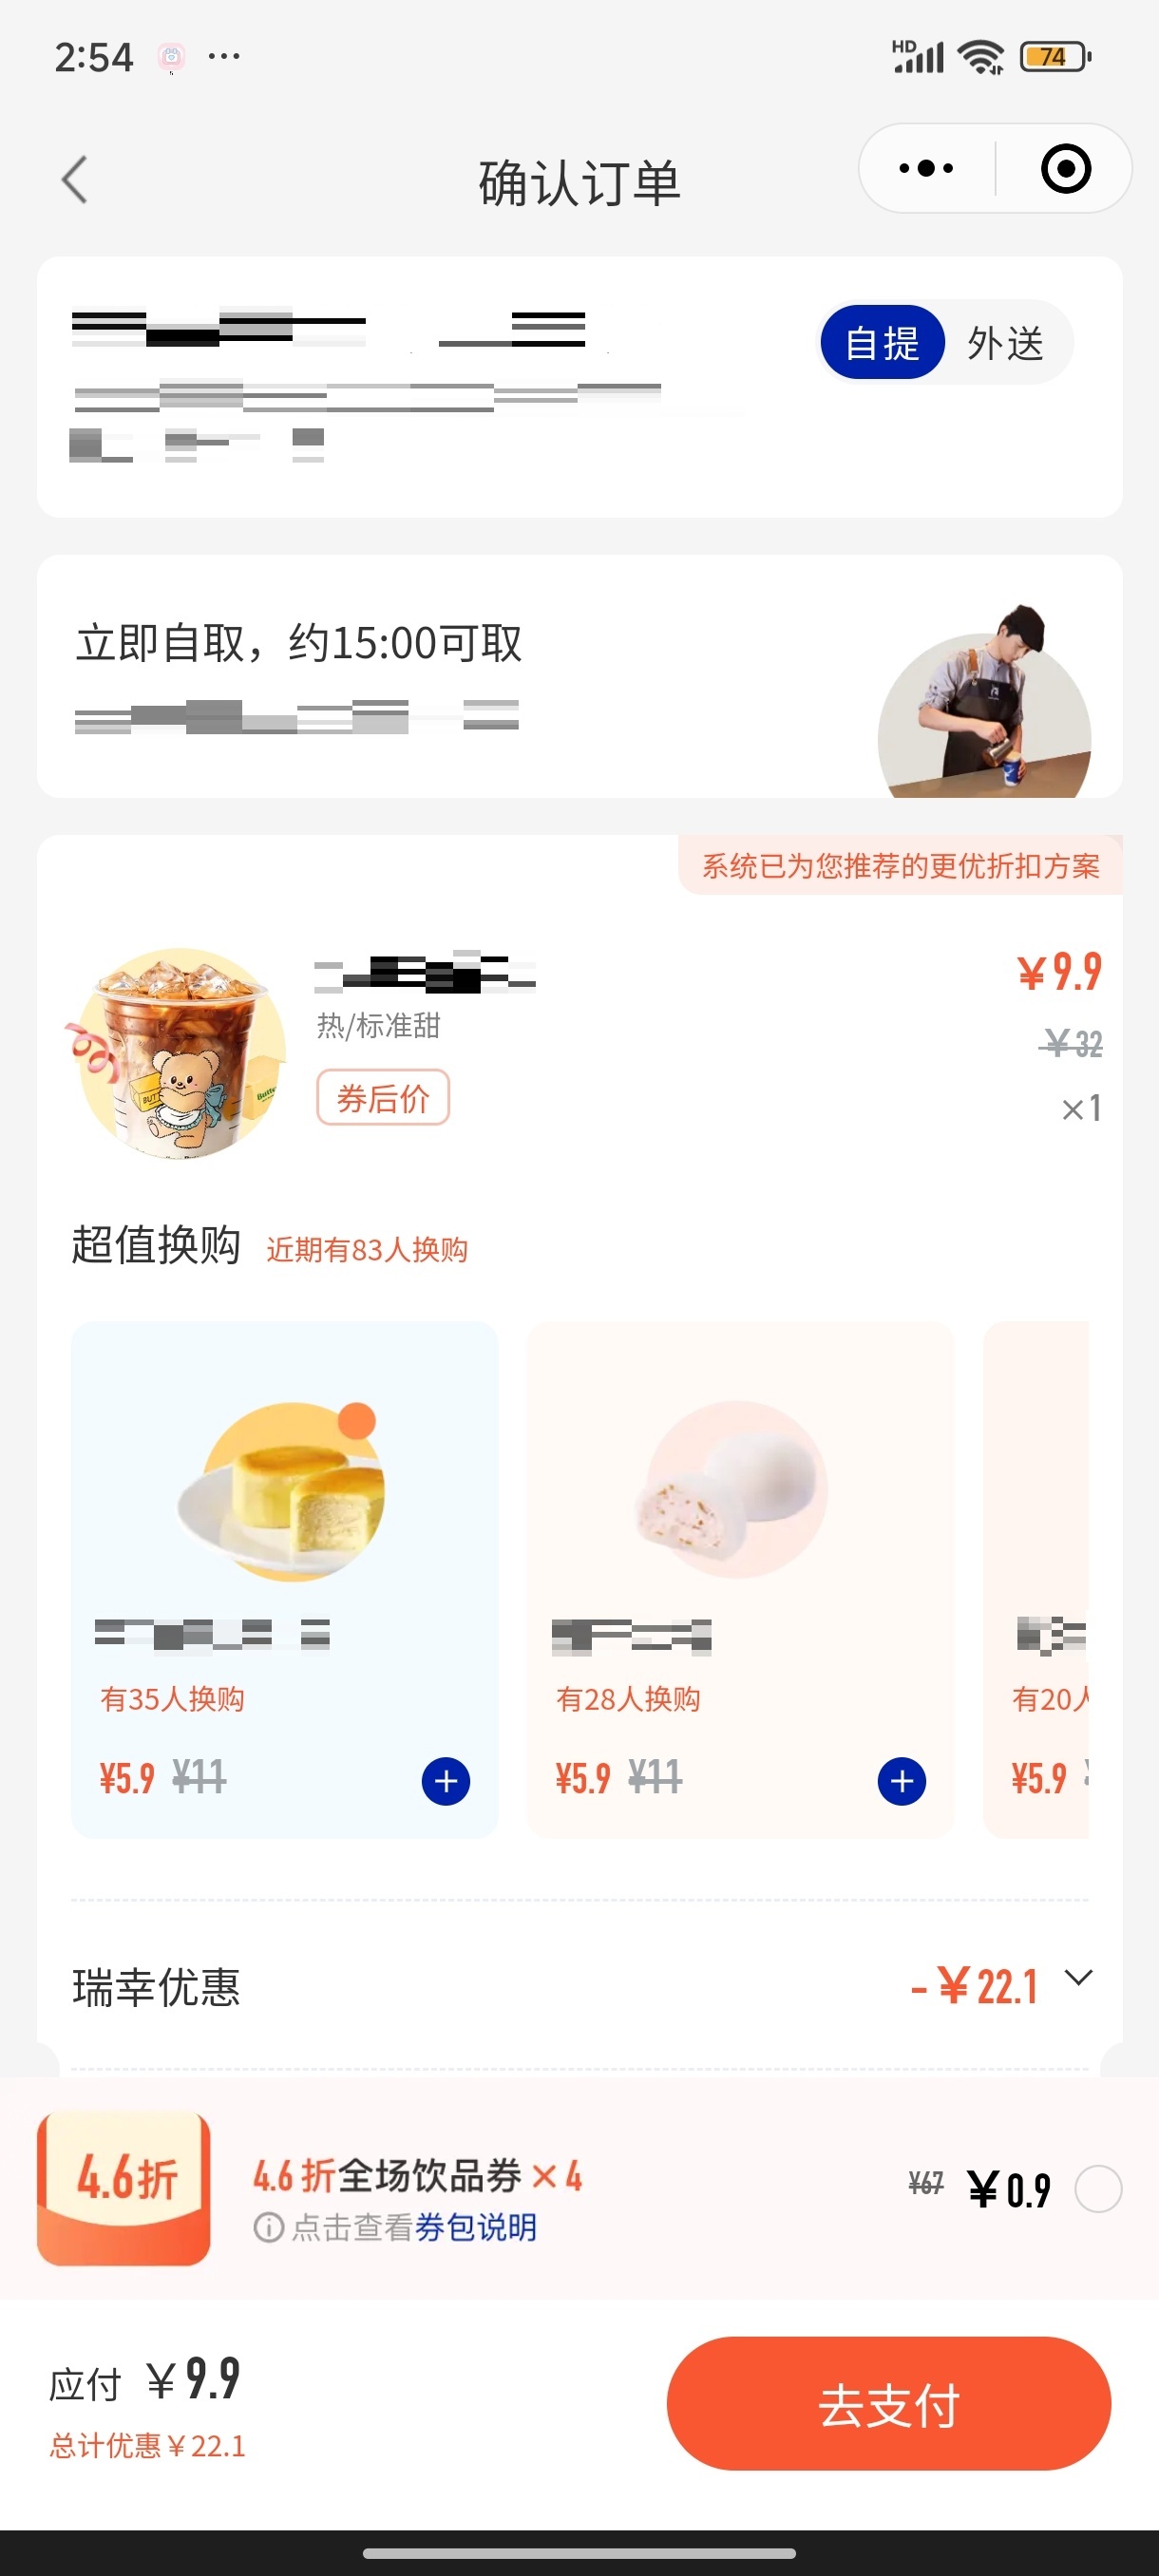 2:54
HD
74
确认订单
自提 外送
立即自取，约15:00可取
系统已为您推荐的更优折扣方案
￥9.9
热/标准甜
￥32
券后价
×1
超值换购 近期有83人换购
有35人换购
¥5.9 ¥11
有28人换购
¥5.9 ¥11
有20人
¥5.9
瑞幸优惠
-￥22.1
4.6折
4.6折全场饮品券×4
点击查看券包说明
¥67 ￥0.9
应付 ￥9.9
总计优惠￥22.1
去支付